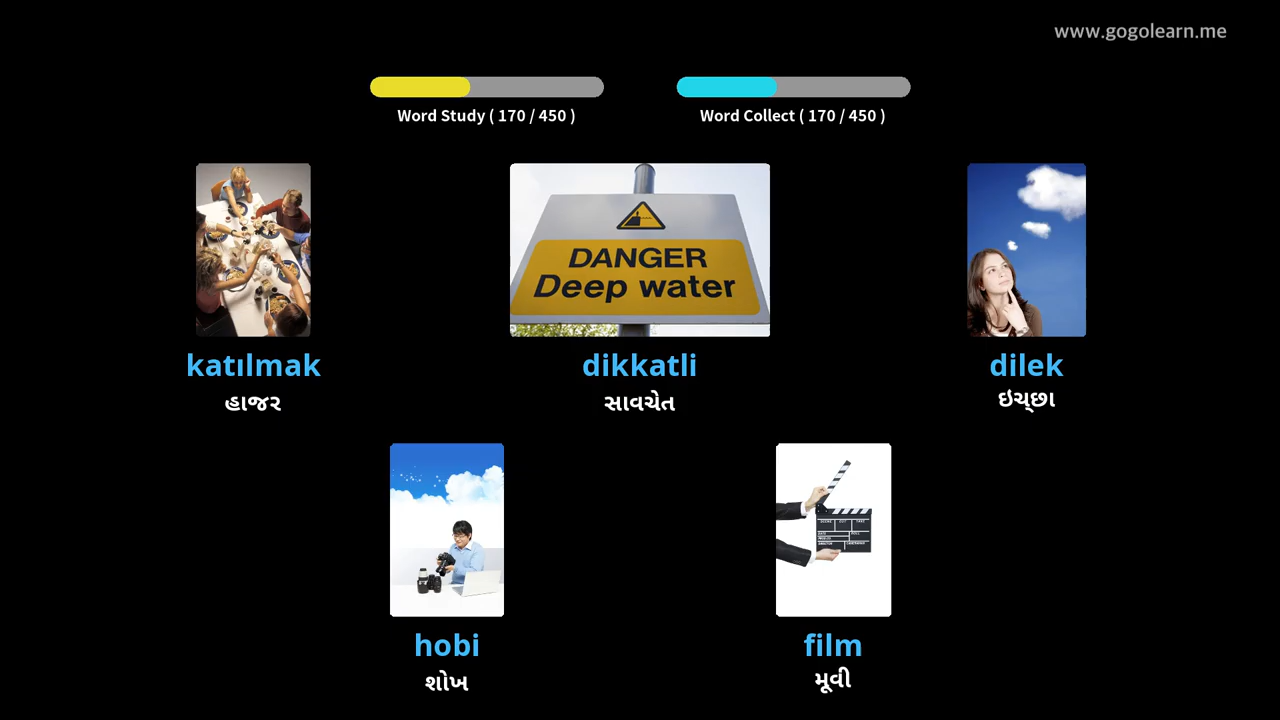 www.gogolearn.me
Word Study ( 170 / 450 )
Word Collect ( 170 / 450 )
DANGER
Deep water
katılmak
હાજર
dikkatli
સાવચેત
dilek
ઇચ્છા
hobi
શોખ
film
મૂવી